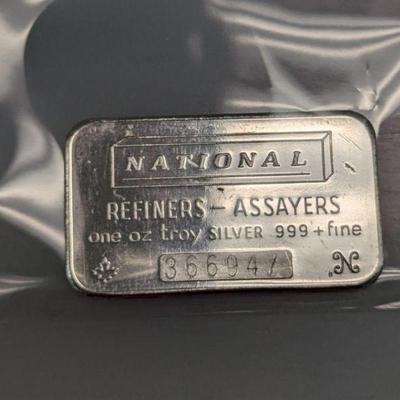 NATIONAL
REFINERS - ASSAYERS
one oz troy SILVER 999 + fine
366947 N